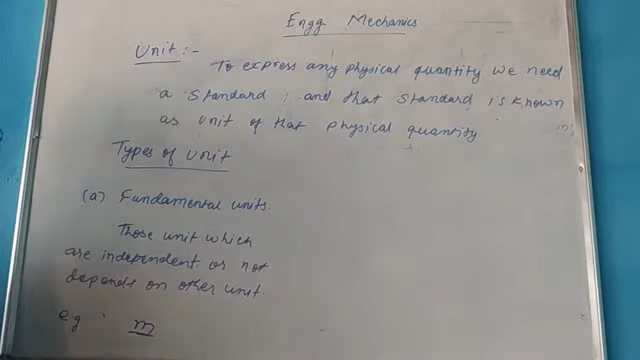 Engg Mechanics
Unit :-
To express any physical quantity we need
a standard ; and that standard is known
as unit of that physical quantity
Types of unit
(a) Fundamental units.
Those unit which
are independent or not
depends on other unit.
eg : m